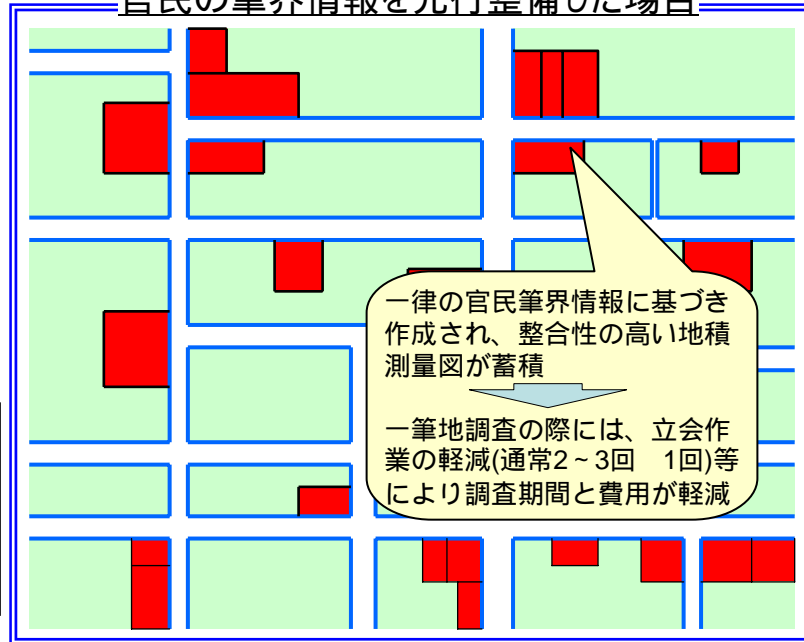 官民の筆界情報を先行整備した場合
一律の官民筆界情報に基づき
作成され、整合性の高い地積
測量図が蓄積
一筆地調査の際には、立会作
業の軽減(通常2~3回　1回)等
により調査期間と費用が軽減